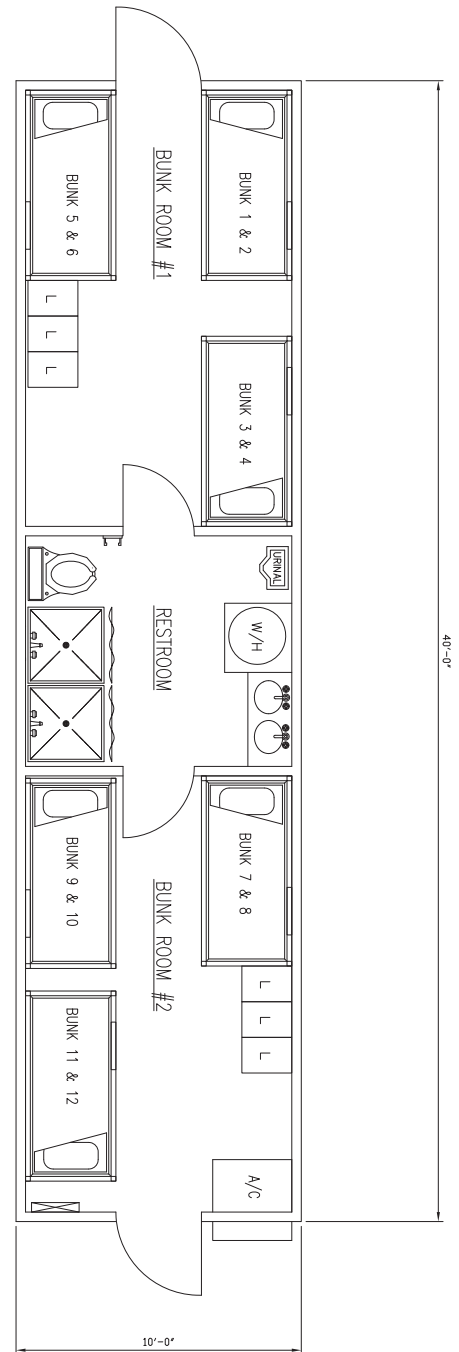 40'-0"
10'-0"
BUNK 1 & 2
BUNK ROOM #1
BUNK 5 & 6
L
L
L
BUNK 3 & 4
URINAL
W/H
RESTROOM
BUNK 7 & 8
BUNK ROOM #2
BUNK 9 & 10
L
L
L
BUNK 11 & 12
A/C